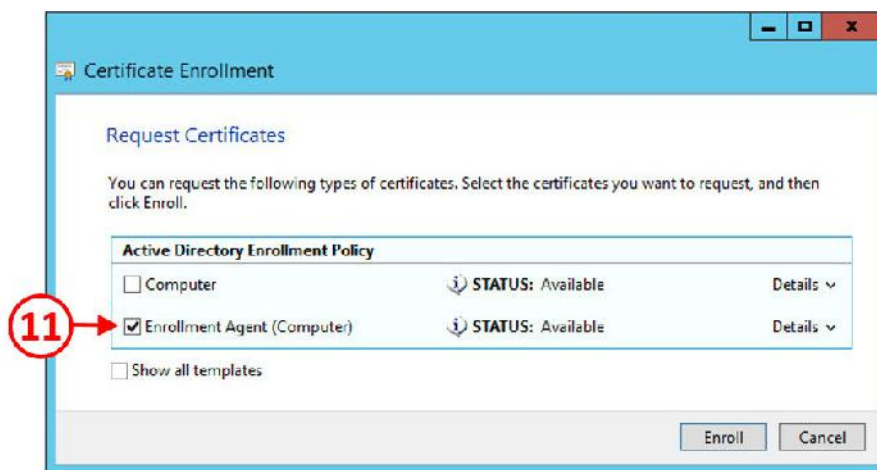 Certificate Enrollment
Request Certificates
You can request the following types of certificates. Select the certificates you want to request, and then
click Enroll.
Active Directory Enrollment Policy
Computer STATUS: Available Details
11 Enrollment Agent (Computer) STATUS: Available Details
Show all templates
Enroll Cancel